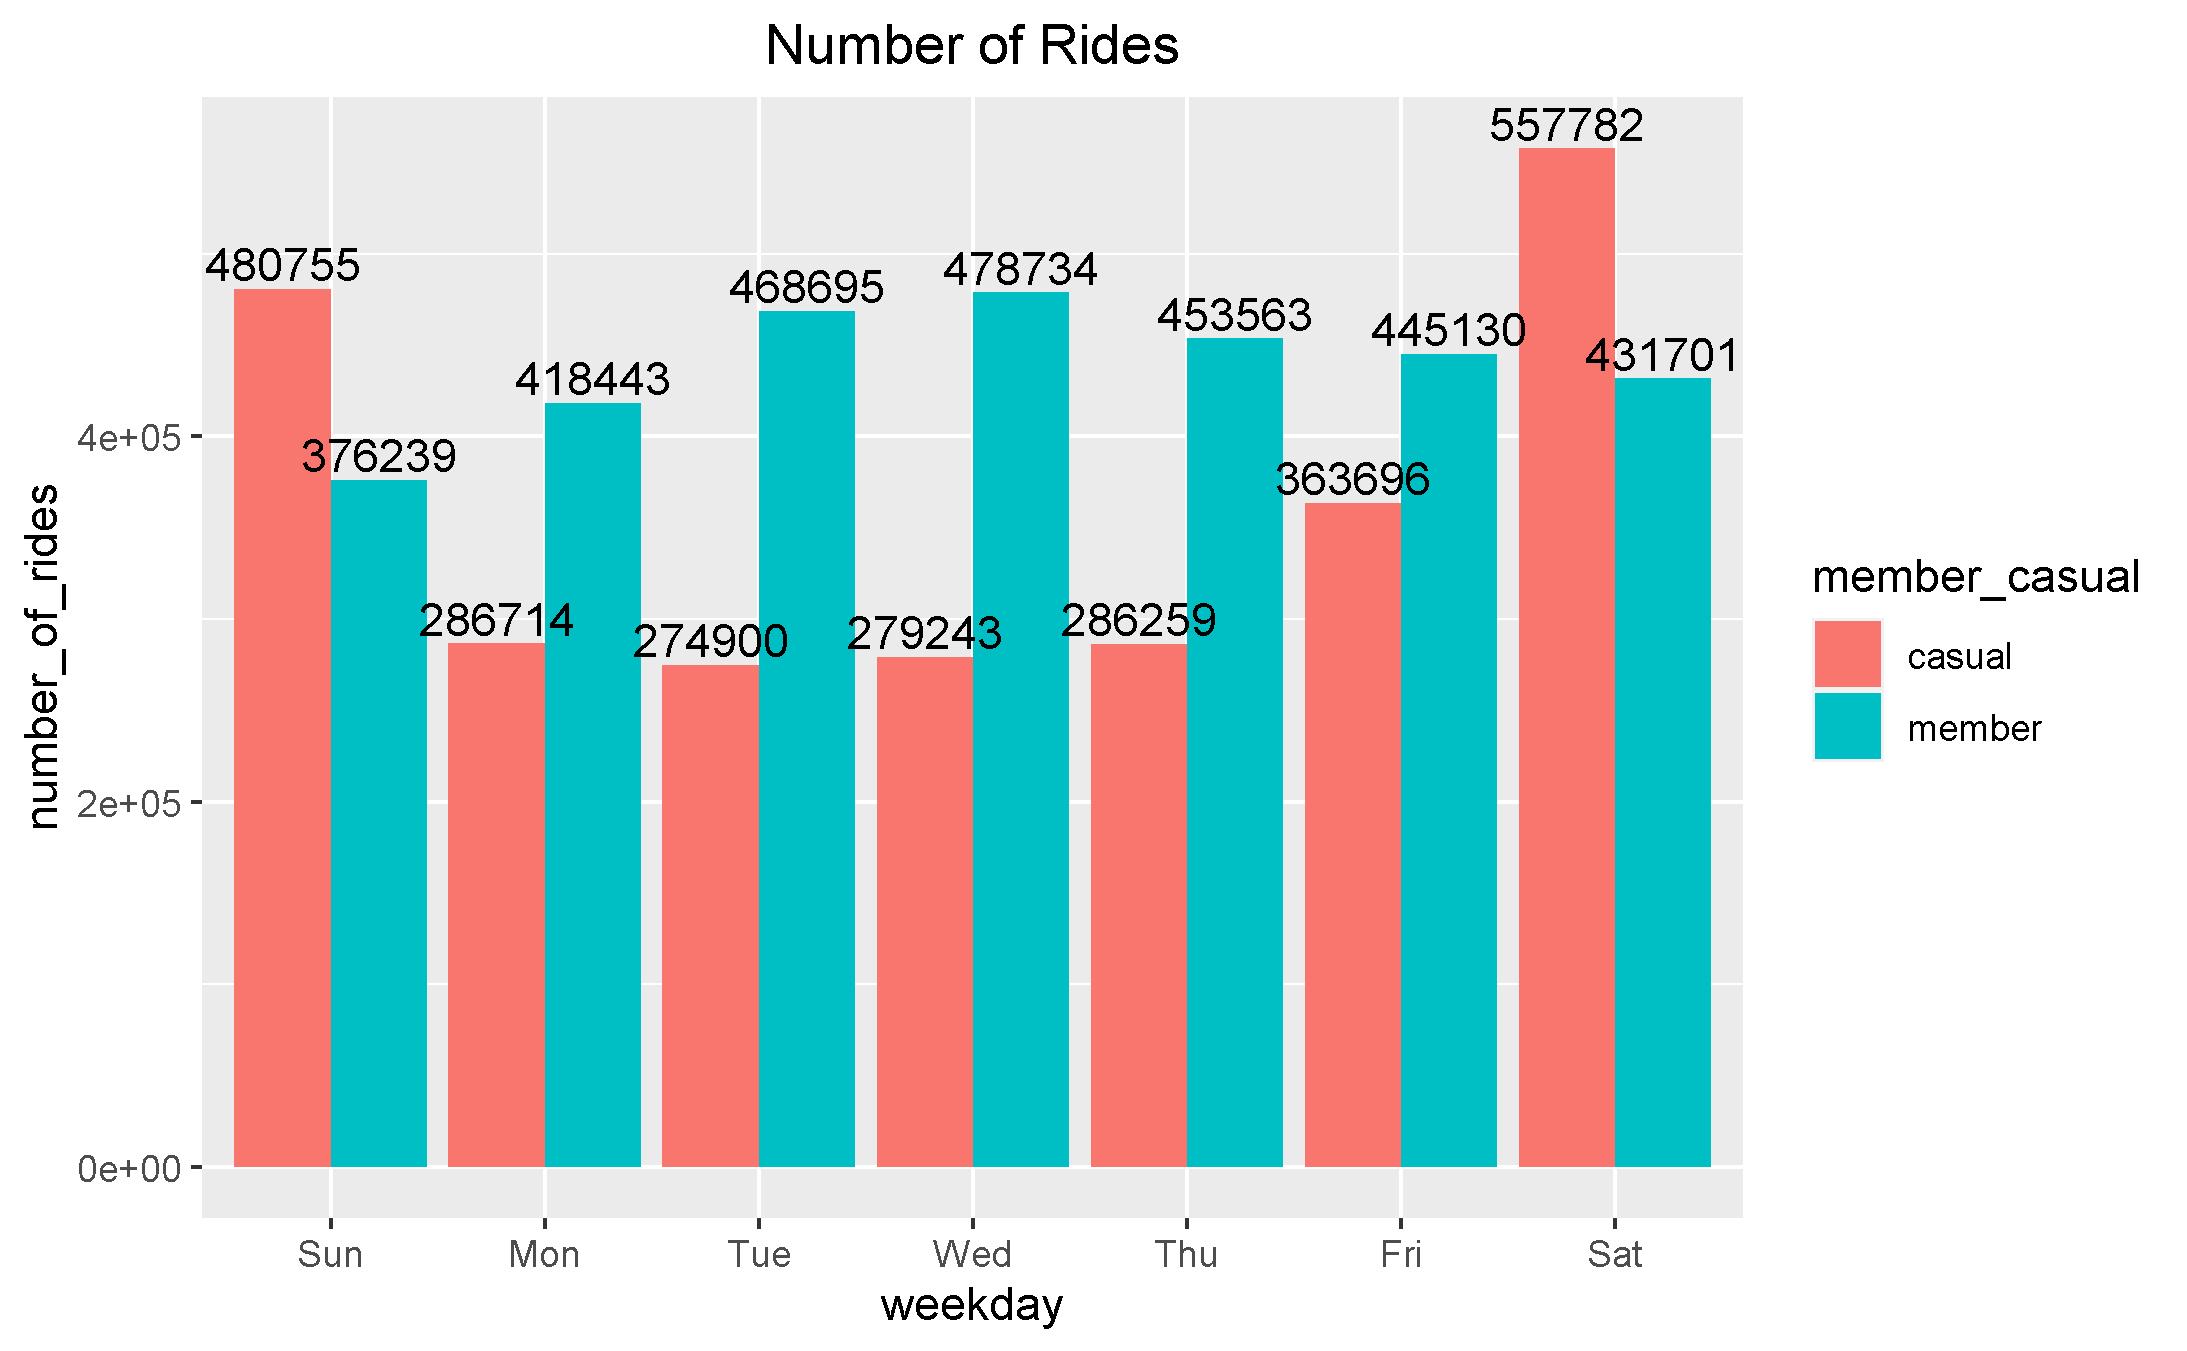 Number of Rides
557782
480755
478734
468695
453563
445130
431701
418443
376239
363696
286714
286259
279243
274900
4e+05
2e+05
0e+00
number_of_rides
Sun Mon Tue Wed Thu Fri Sat
weekday
member_casual
casual
member